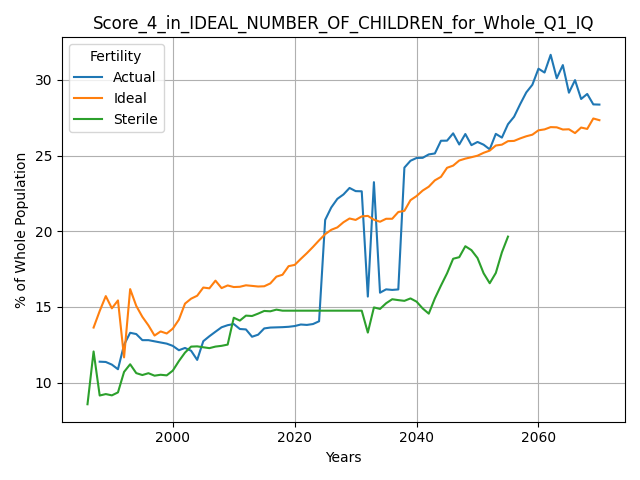 Score_4_in_IDEAL_NUMBER_OF_CHILDREN_for_Whole_Q1_IQ
Fertility
Actual
Ideal
Sterile
% of Whole Population
30
25
20
15
10
2000
2020
2040
2060
Years